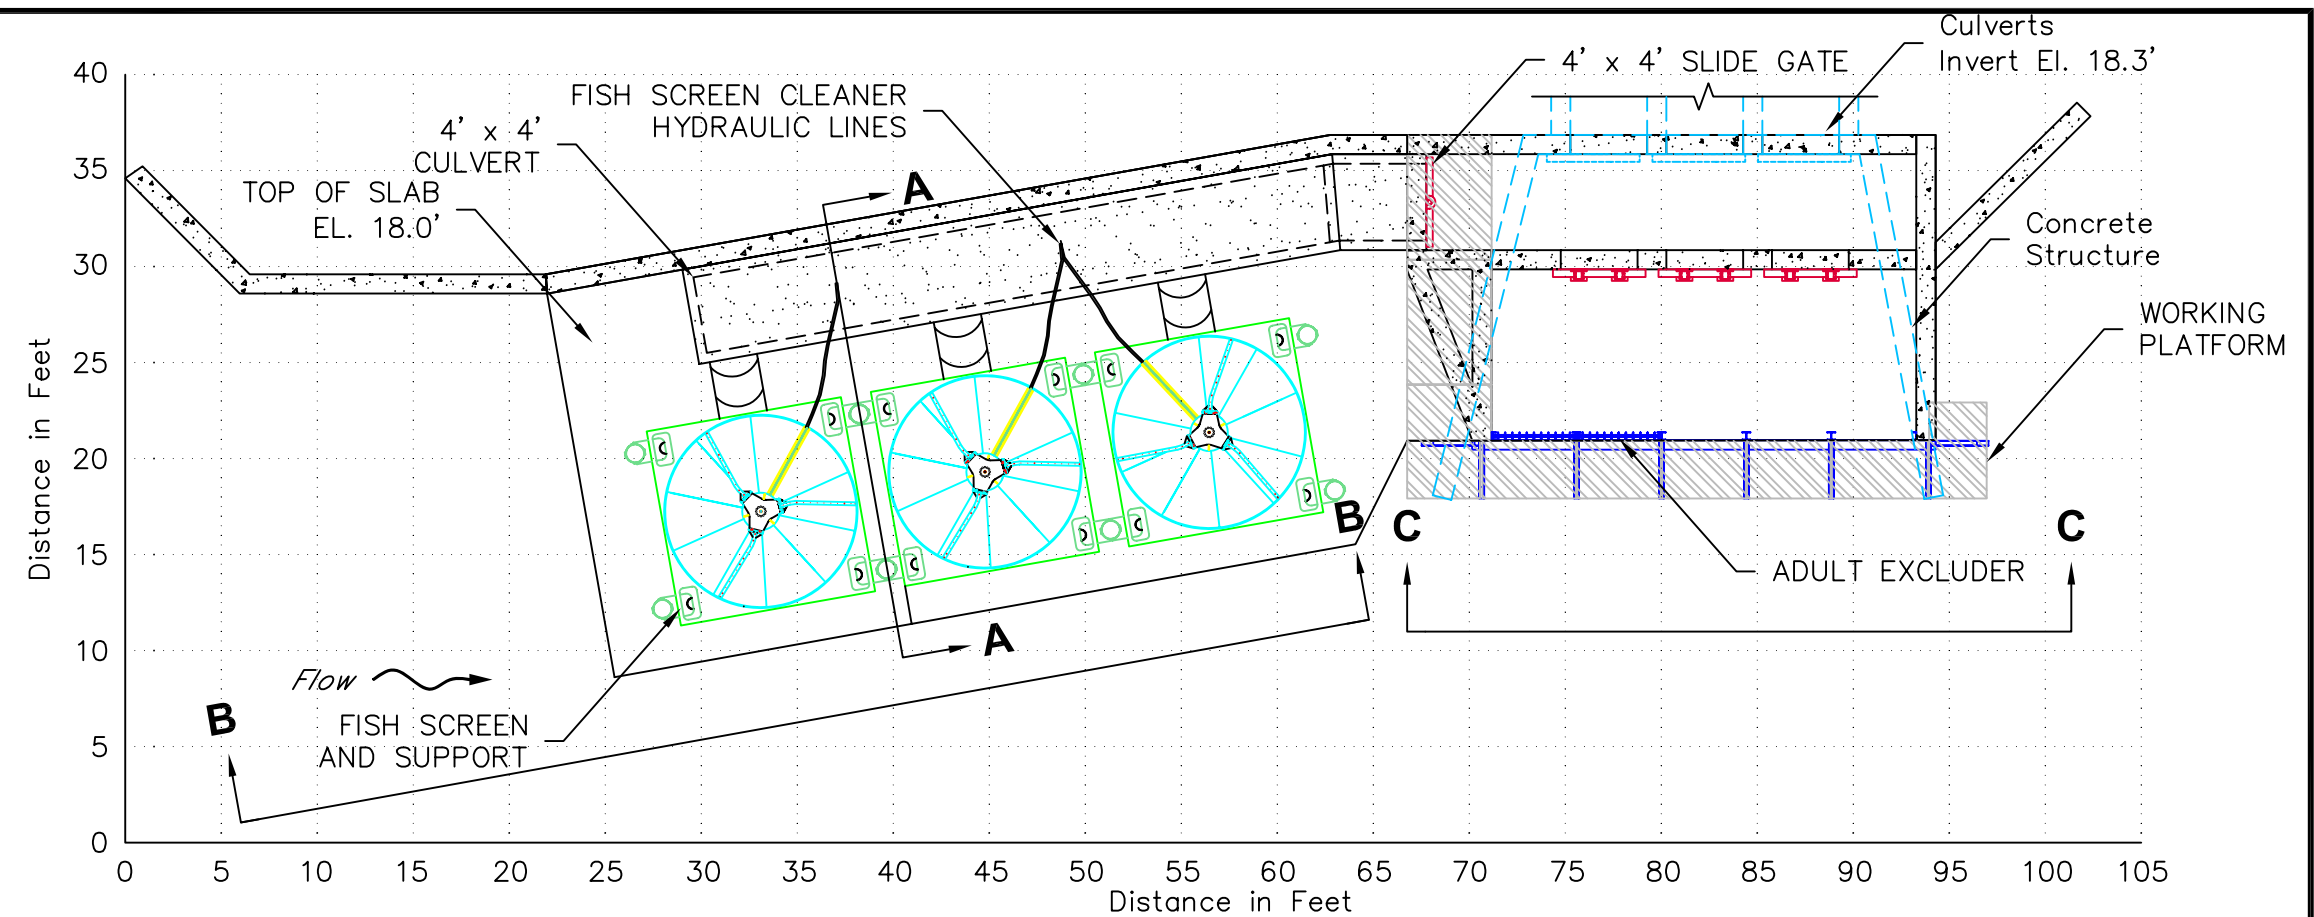 Culverts
Invert El. 18.3'
4' x 4' SLIDE GATE
FISH SCREEN CLEANER
HYDRAULIC LINES
4' x 4'
CULVERT
TOP OF SLAB
EL. 18.0'
A
Concrete
Structure
WORKING
PLATFORM
B
C
C
ADULT EXCLUDER
A
Flow
B
FISH SCREEN
AND SUPPORT
40
35
30
25
20
15
10
5
0
Distance in Feet
0 5 10 15 20 25 30 35 40 45 50 55 60 65 70 75 80 85 90 95 100 105
Distance in Feet